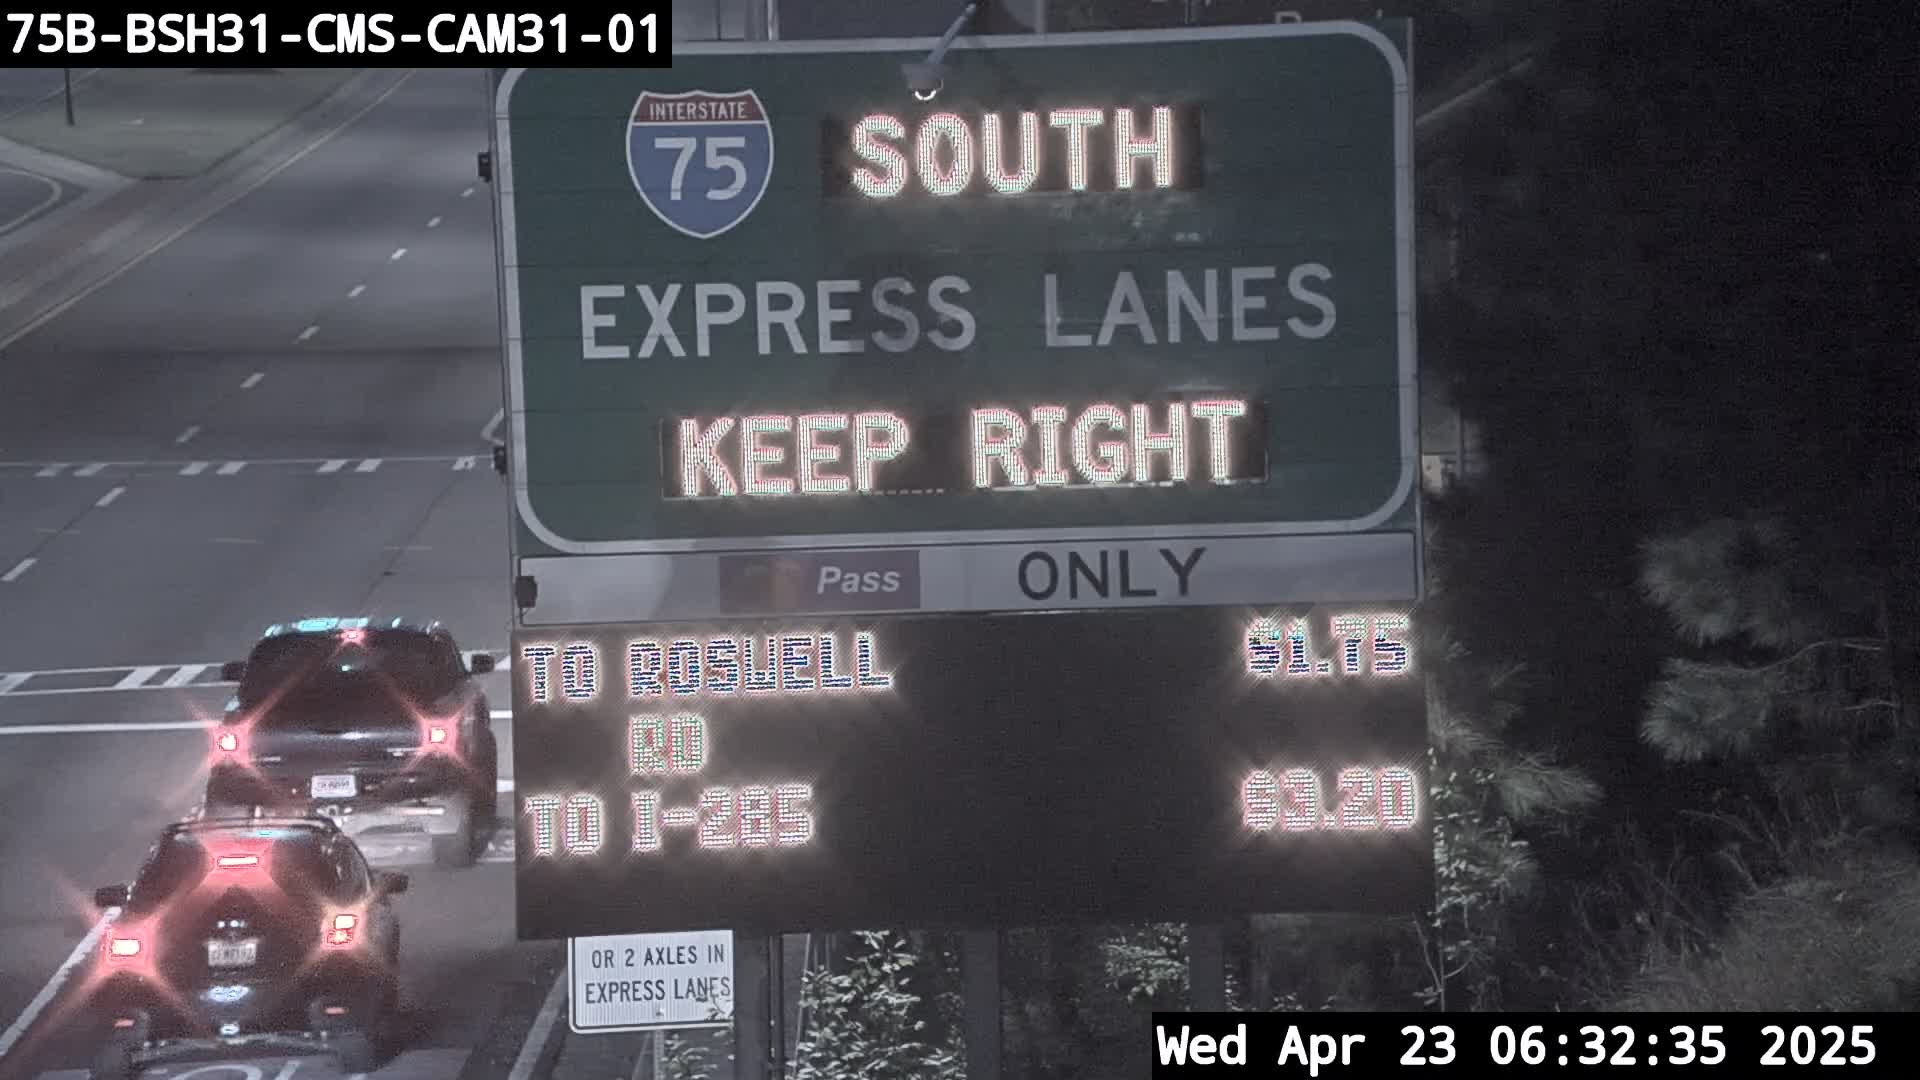 75B-BSH31-CMS-CAM31-01
INTERSTATE
75
SOUTH
EXPRESS LANES
KEEP RIGHT
Pass ONLY
TO ROSWELL $1.75
RD
TO I-285 $3.20
OR 2 AXLES IN
EXPRESS LANES
Wed Apr 23 06:32:35 2025